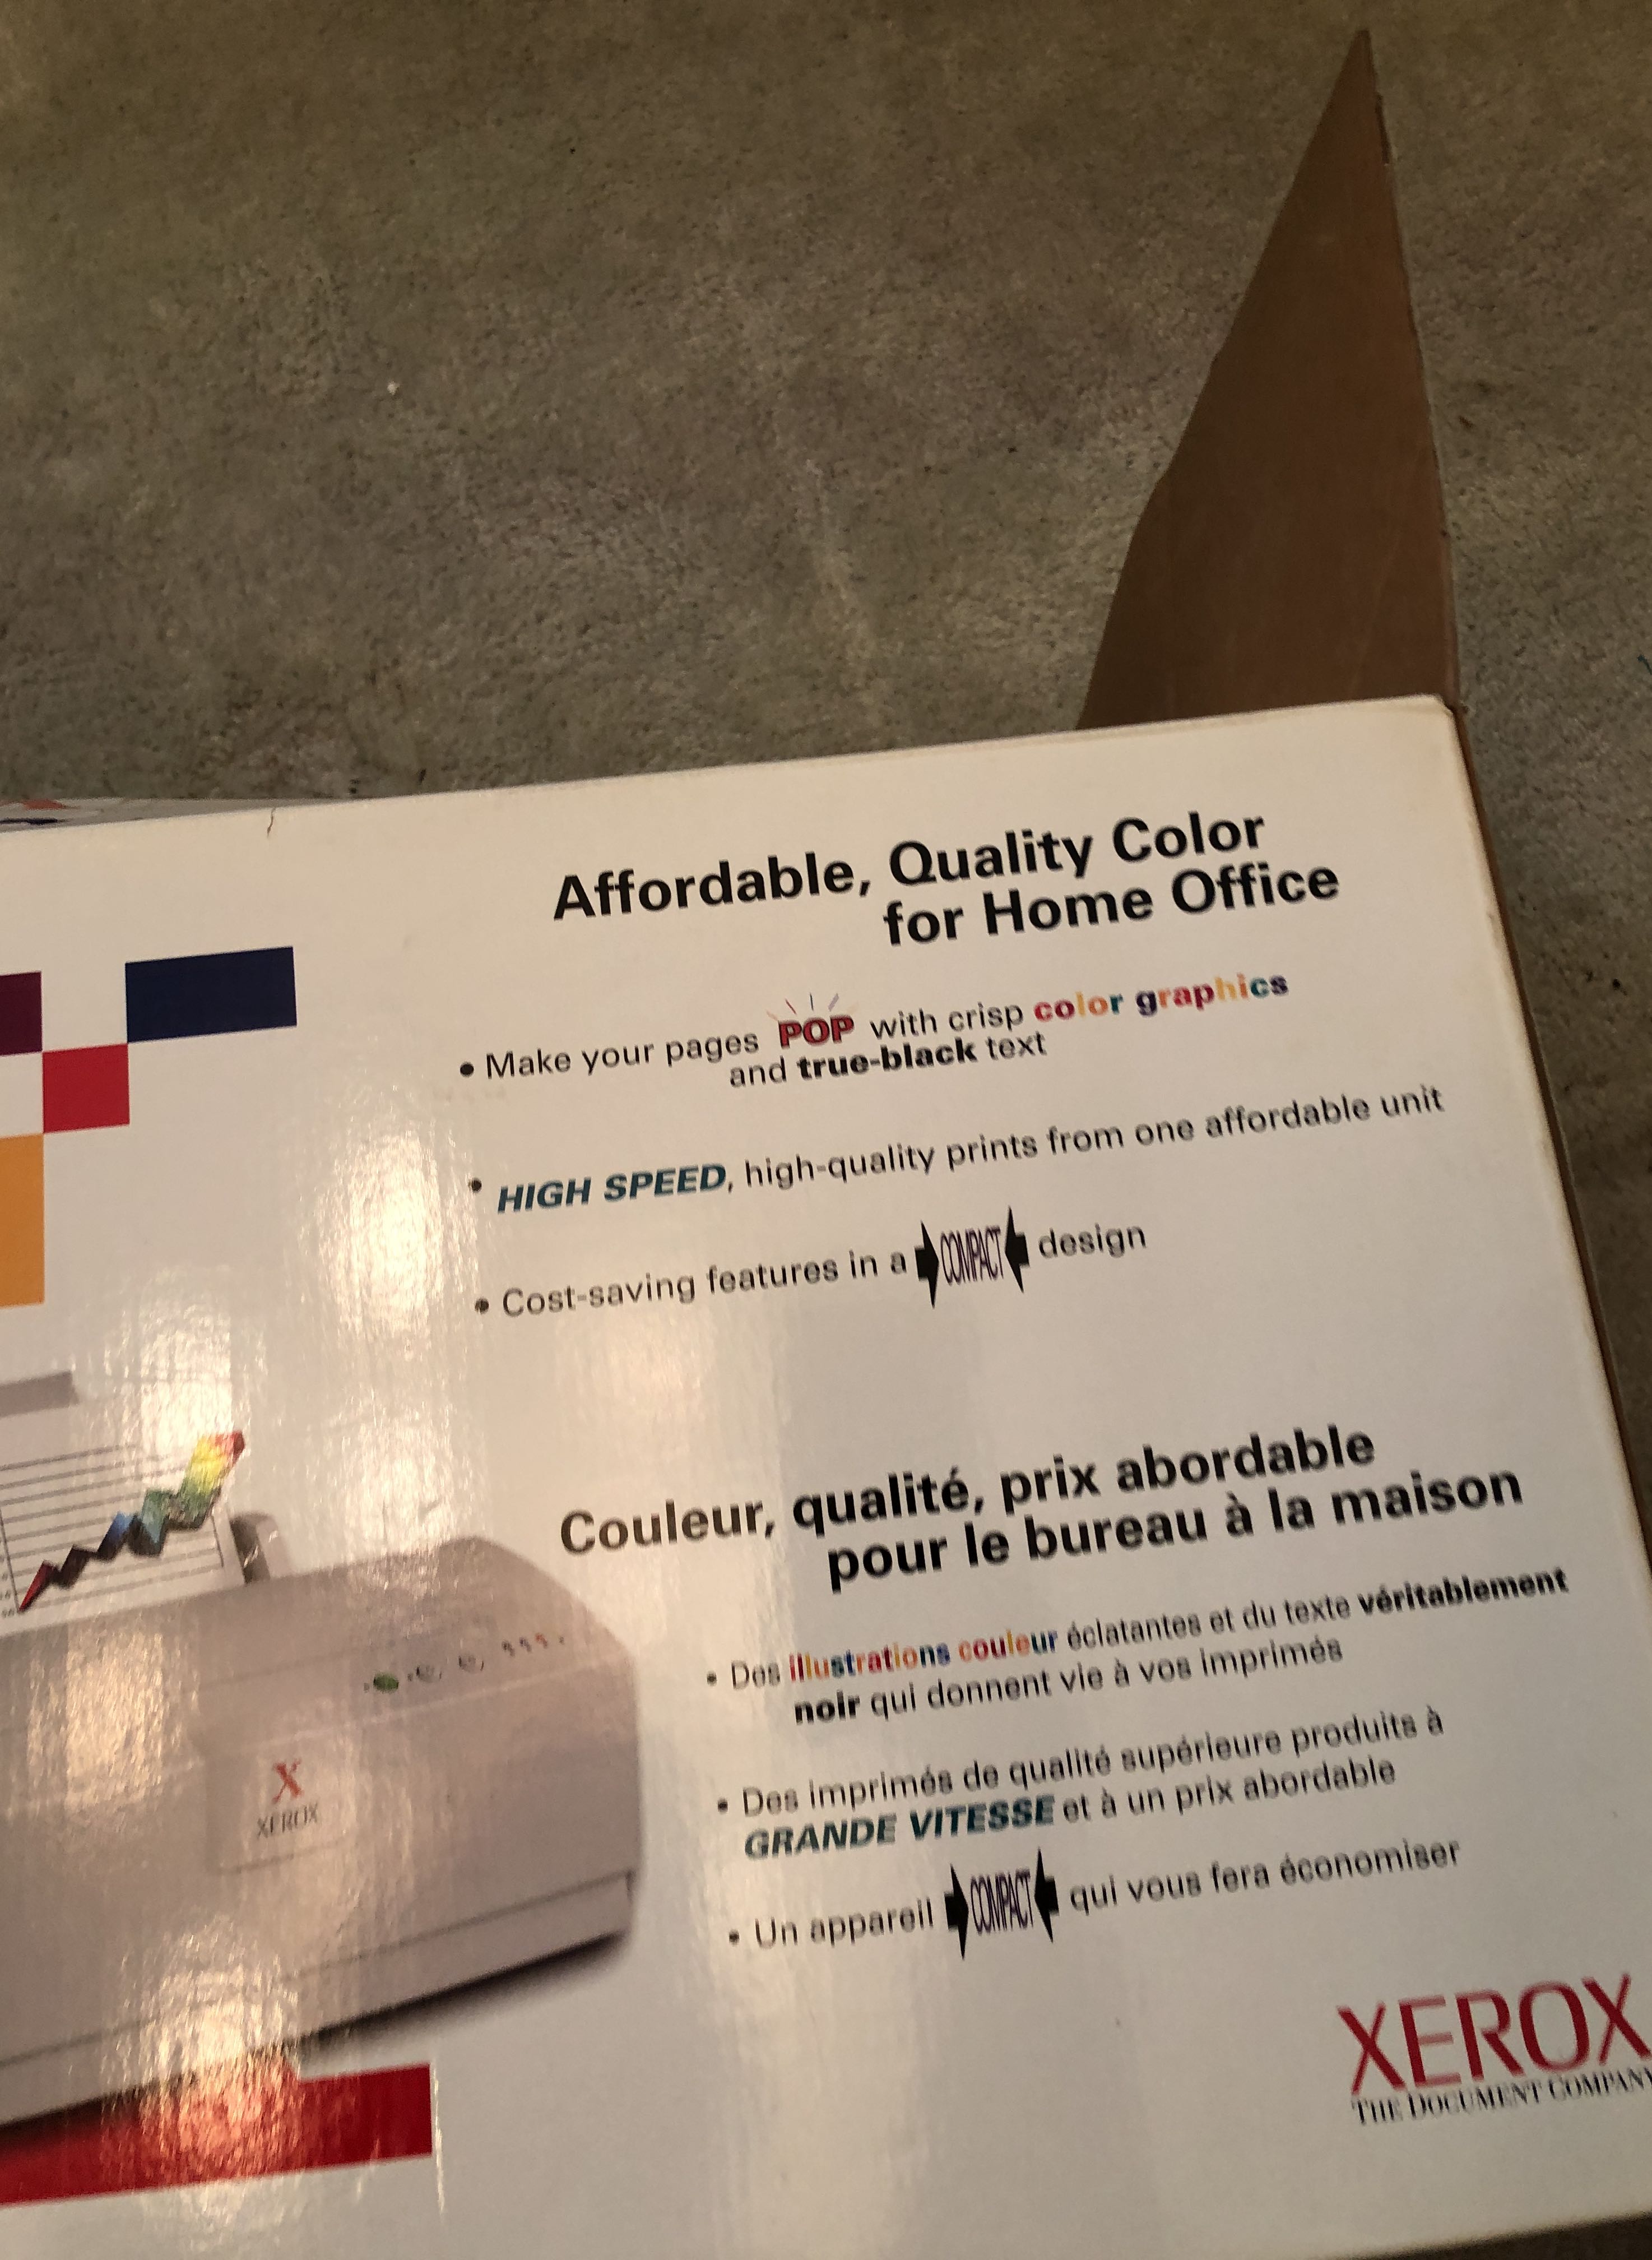 Affordable, Quality Color
for Home Office
• Make your pages POP with crisp color graphics
and true-black text
• HIGH SPEED, high-quality prints from one affordable unit
• Cost-saving features in a COMPACT design
Couleur, qualité, prix abordable
pour le bureau à la maison
• Des illustrations couleur éclatantes et du texte véritablement
noir qui donnent vie à vos imprimés
• Des imprimés de qualité supérieure produits à
GRANDE VITESSE et à un prix abordable
• Un appareil COMPACT qui vous fera économiser
X
XEROX
XEROX
THE DOCUMENT COMPANY